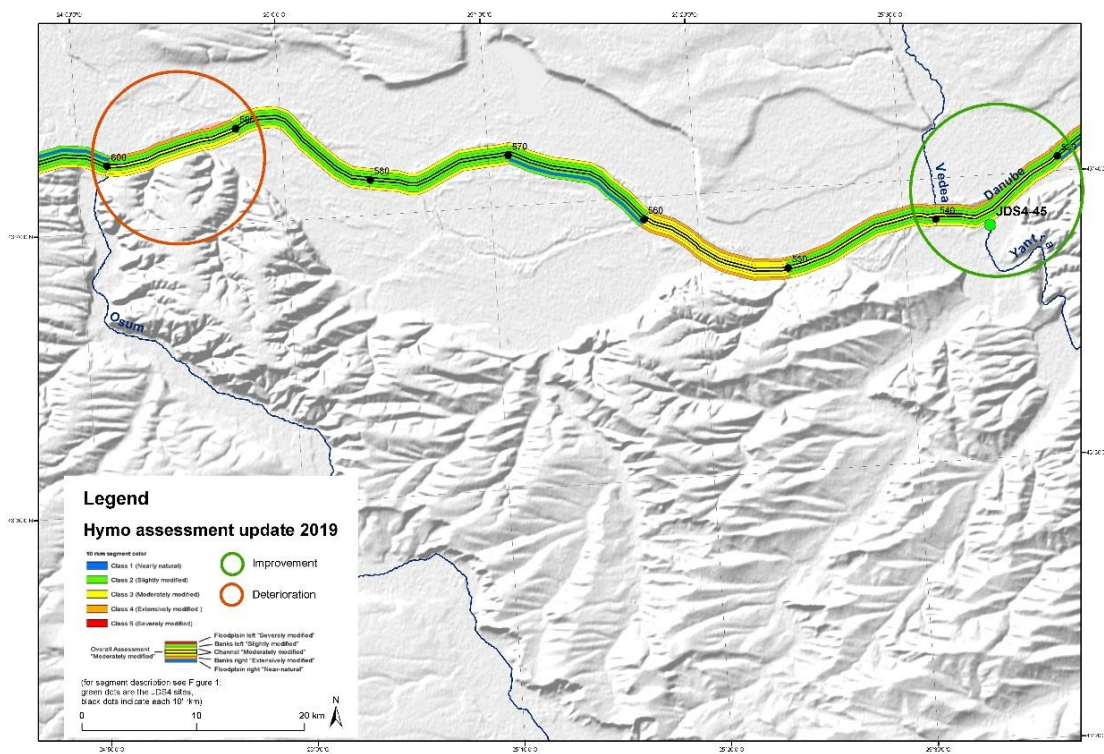 600
580
570
560
550
540
Vedea
Danube
JDS4-45
Yantra
Osum
Legend
Hymo assessment update 2019
10 rkm segment color
Class 1 (Nearly natural)
Class 2 (Slightly modified)
Class 3 (Moderately modified)
Class 4 (Extensively modified )
Class 5 (Severely modified)
Improvement
Deterioration
Floodplain left "Severely modified"
Banks left "Slightly modified"
Channel "Moderately modified"
Banks right "Extensively modified"
Floodplain right "Near-natural"
Overall Assessment
"Moderately modified"
(for segment description see Figure 1;
green dots are the JDS4 sites,
black dots indicate each 10' rkm)
N
0 10 20 km